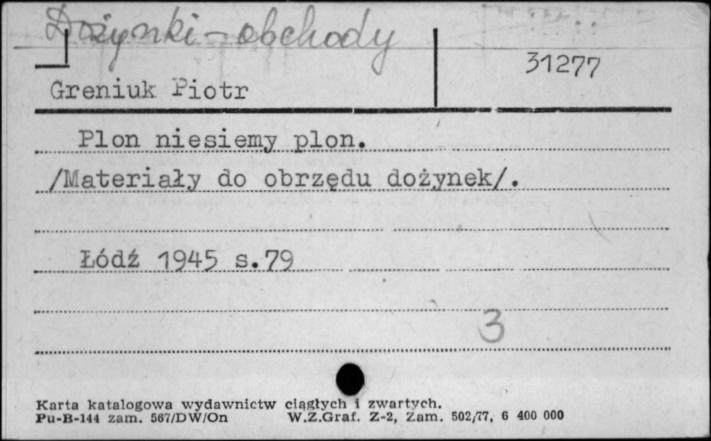 Dożynki - obchody
31277
Greniuk Piotr
Plon niesiemy plon.
/Materiały do obrzędu dożynek/.
Łódź 1945 s.79
3
Karta katalogowa wydawnictw ciągłych i zwartych.
Pu-B-144 zam. 567/DW/On W.Z.Graf. Z-2, Zam. 502/77, 6 400 000